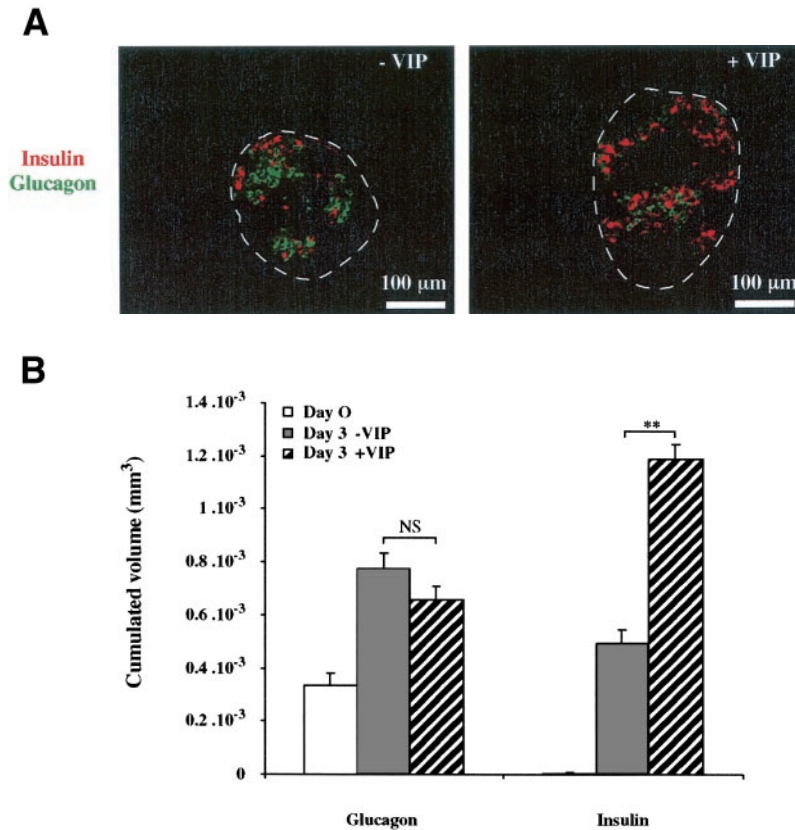 A
- VIP
+ VIP
Insulin
Glucagon
100 µm
100 µm
B
Cumulated volume (mm³)
1.4 .10-3
1.2 .10-3
1 .10-3
0.8 .10-3
0.6 .10-3
0.4 .10-3
0.2 .10-3
0
Day O
Day 3 -VIP
Day 3 +VIP
NS
**
Glucagon
Insulin